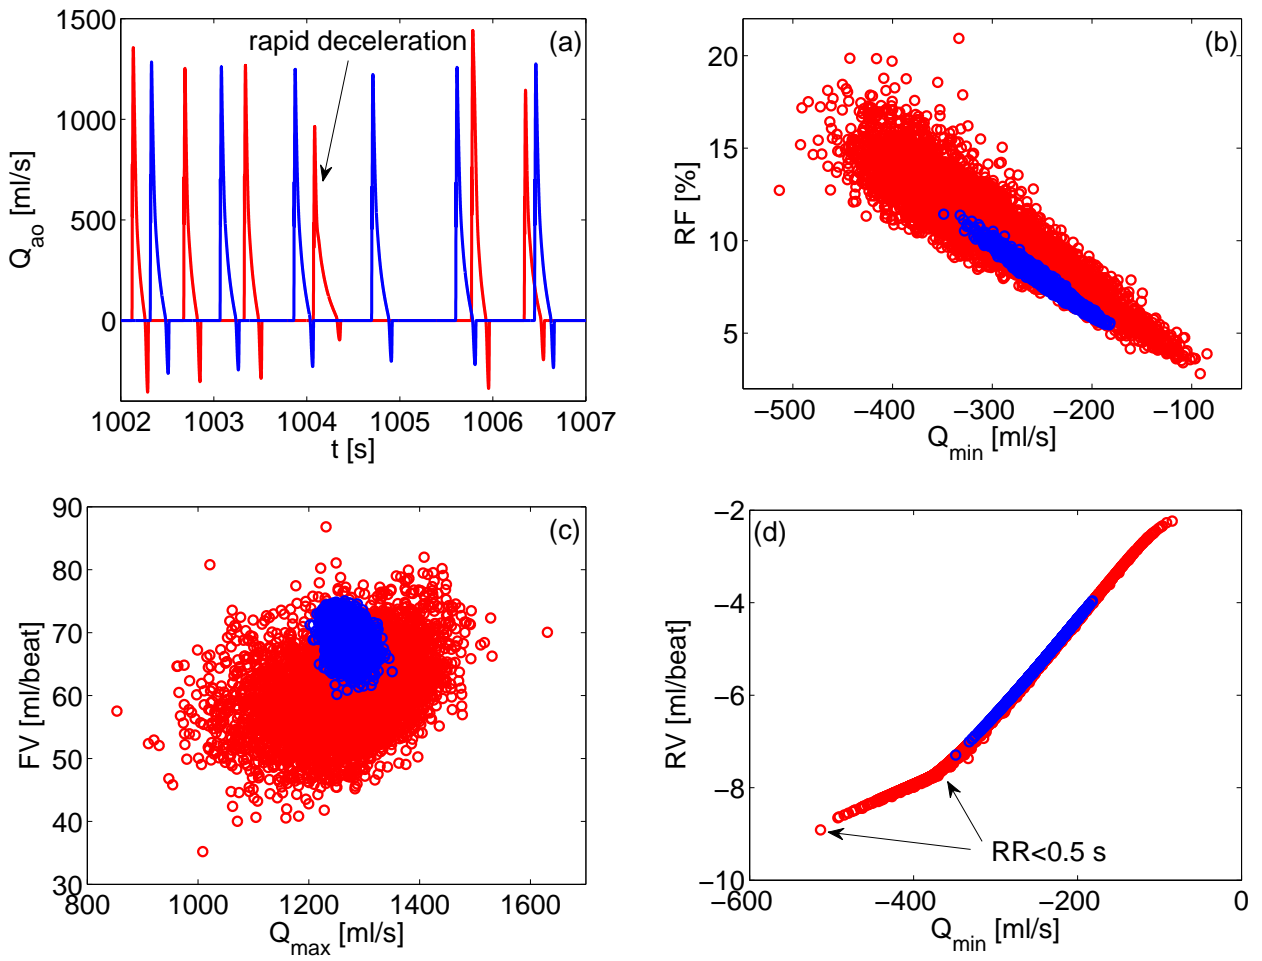 1500
1000
500
0
Q_ao [ml/s]
rapid deceleration
(a)
1002 1003 1004 1005 1006 1007
t [s]
20
15
10
5
RF [%]
(b)
−500 −400 −300 −200 −100
Q_min [ml/s]
90
80
70
60
50
40
30
FV [ml/beat]
(c)
800 1000 1200 1400 1600
Q_max [ml/s]
−2
−4
−6
−8
−10
RV [ml/beat]
(d)
RR<0.5 s
−600 −400 −200 0
Q_min [ml/s]